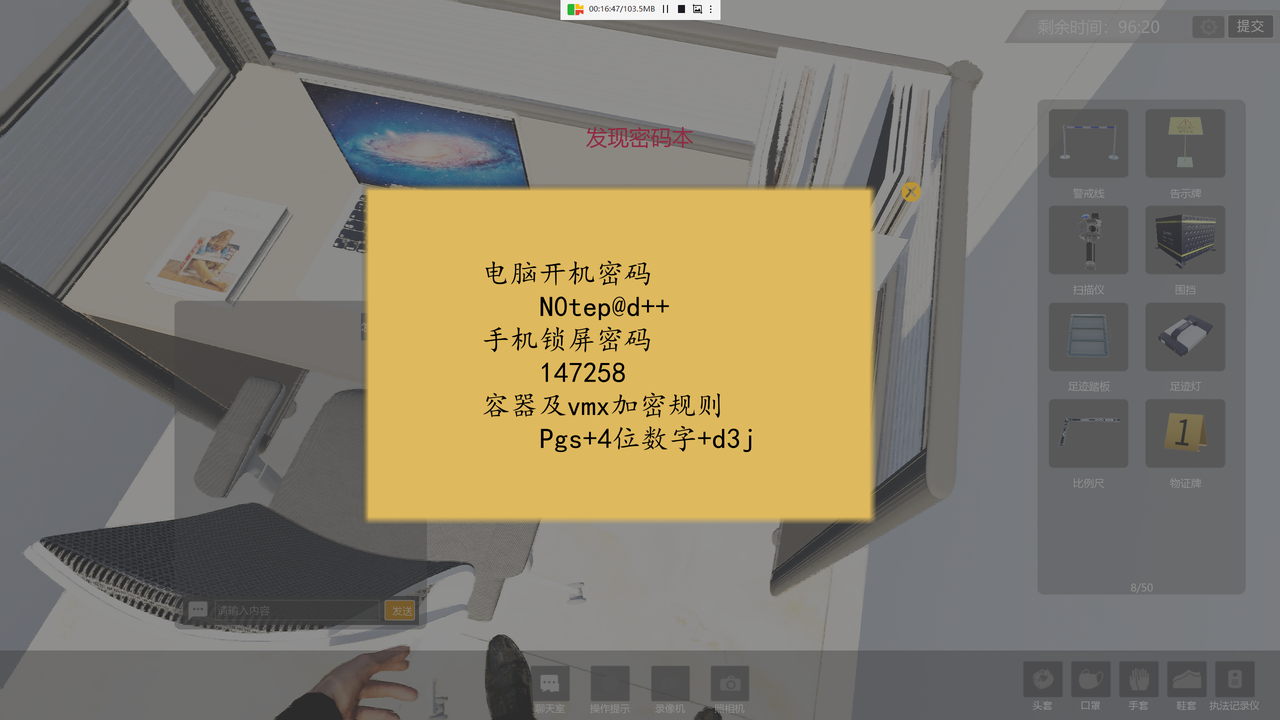 00:16:47/103.5MB
剩余时间：96:20
提交
发现密码本
电脑开机密码
N0tep@d++
手机锁屏密码
147258
容器及vmx加密规则
Pgs+4位数字+d3j
警戒线
告示牌
扫描仪
围挡
足迹踏板
足迹灯
比例尺
物证牌
1
8/50
请输入内容
发送
聊天室
操作提示
录像机
照相机
头套
口罩
手套
鞋套
执法记录仪